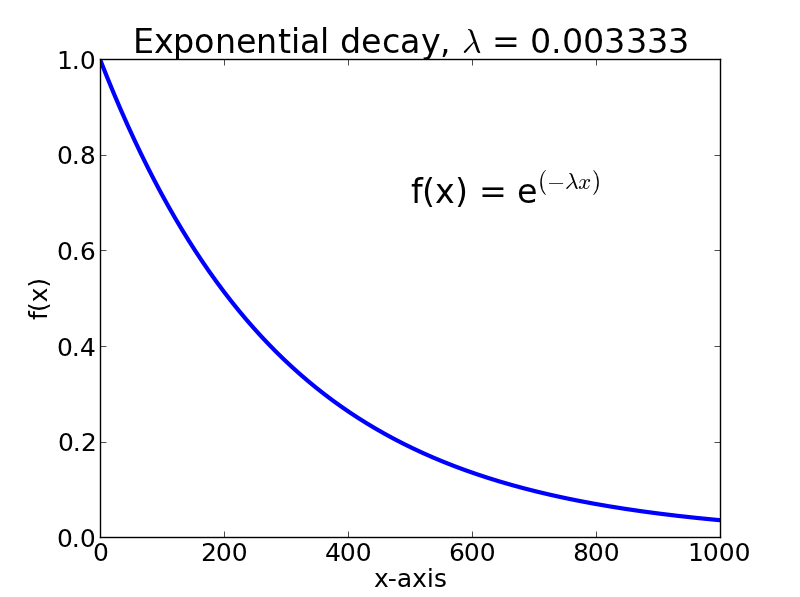 Exponential decay, λ = 0.003333
1.0
0.8
f(x) = e^(−λx)
0.6
f(x)
0.4
0.2
0.0
0 200 400 600 800 1000
x-axis